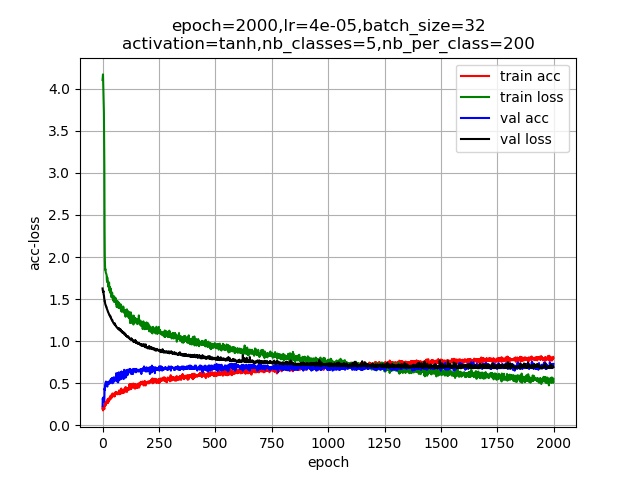 epoch=2000,lr=4e-05,batch_size=32
activation=tanh,nb_classes=5,nb_per_class=200
train acc
train loss
val acc
val loss
4.0
3.5
3.0
2.5
2.0
1.5
1.0
0.5
0.0
acc-loss
0 250 500 750 1000 1250 1500 1750 2000
epoch